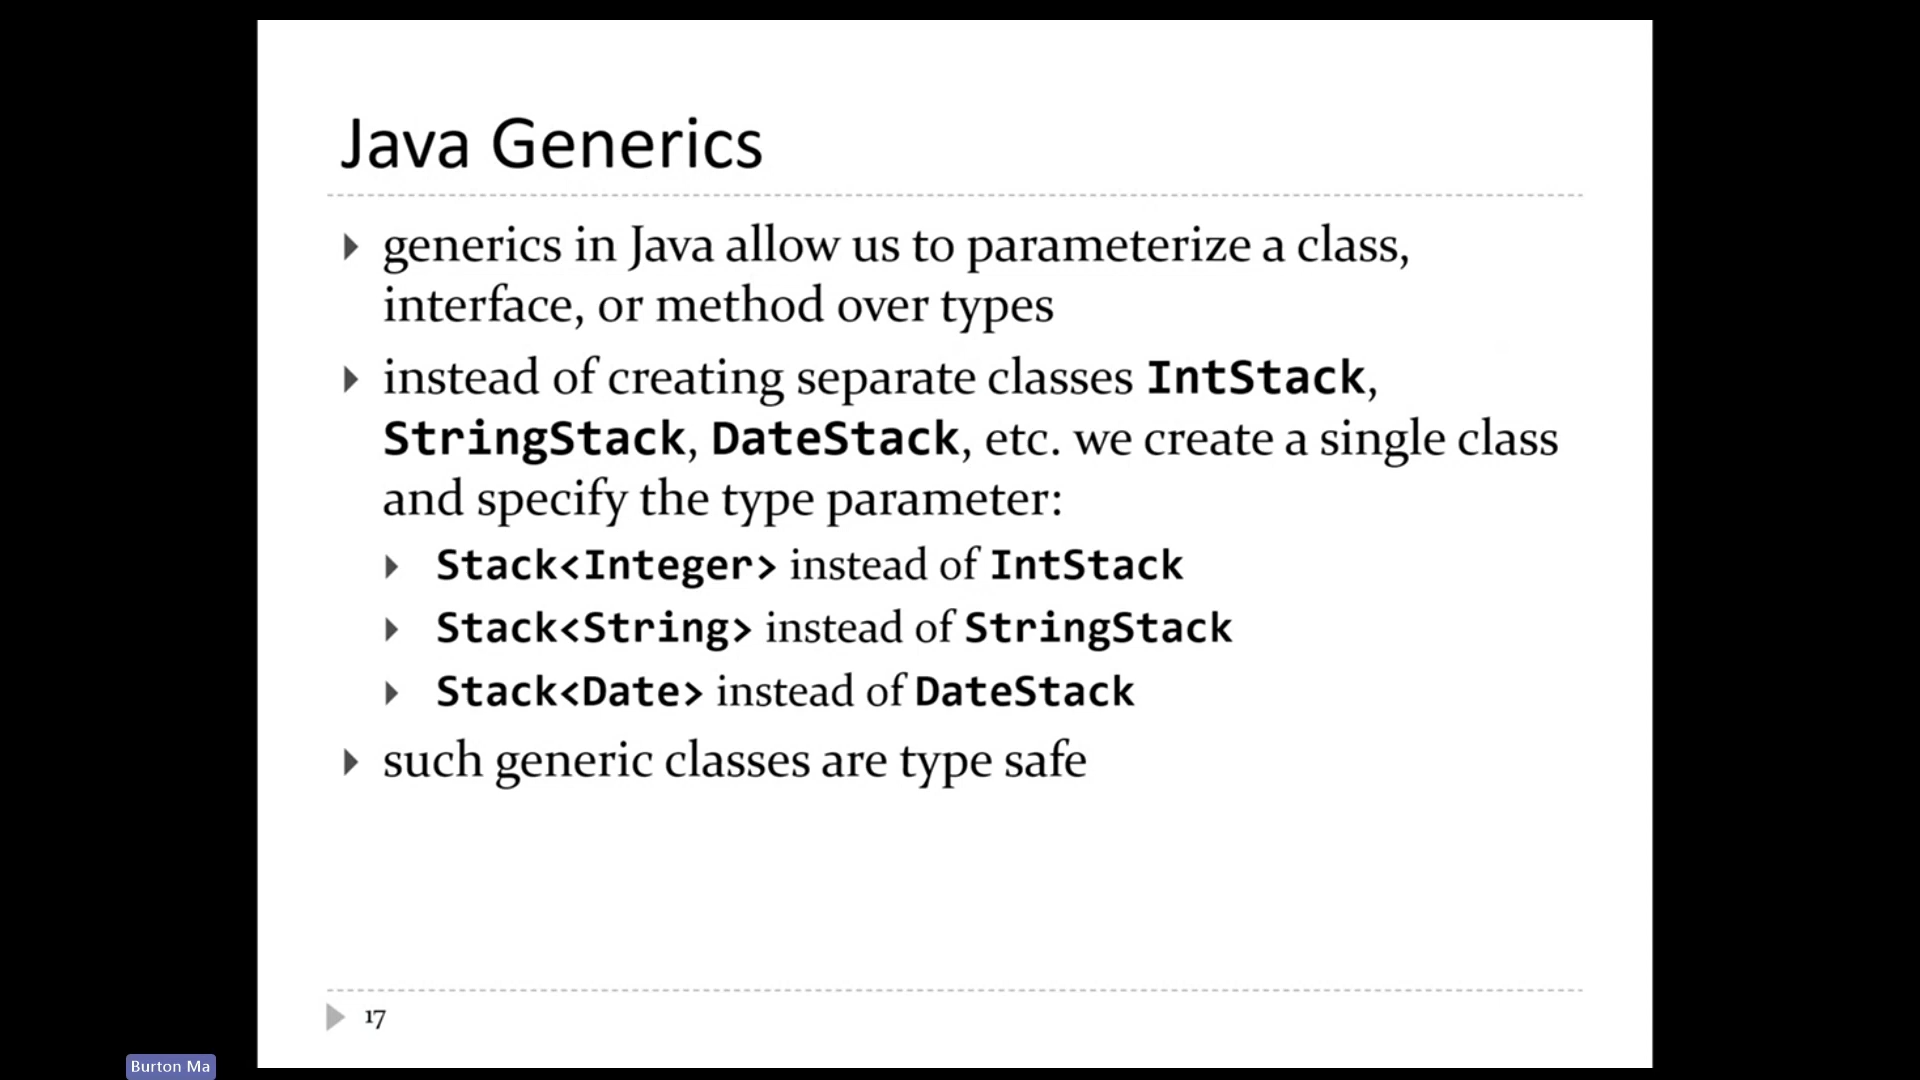 Java Generics
generics in Java allow us to parameterize a class,
interface, or method over types
instead of creating separate classes IntStack,
StringStack, DateStack, etc. we create a single class
and specify the type parameter:
Stack<Integer> instead of IntStack
Stack<String> instead of StringStack
Stack<Date> instead of DateStack
such generic classes are type safe
17
Burton Ma